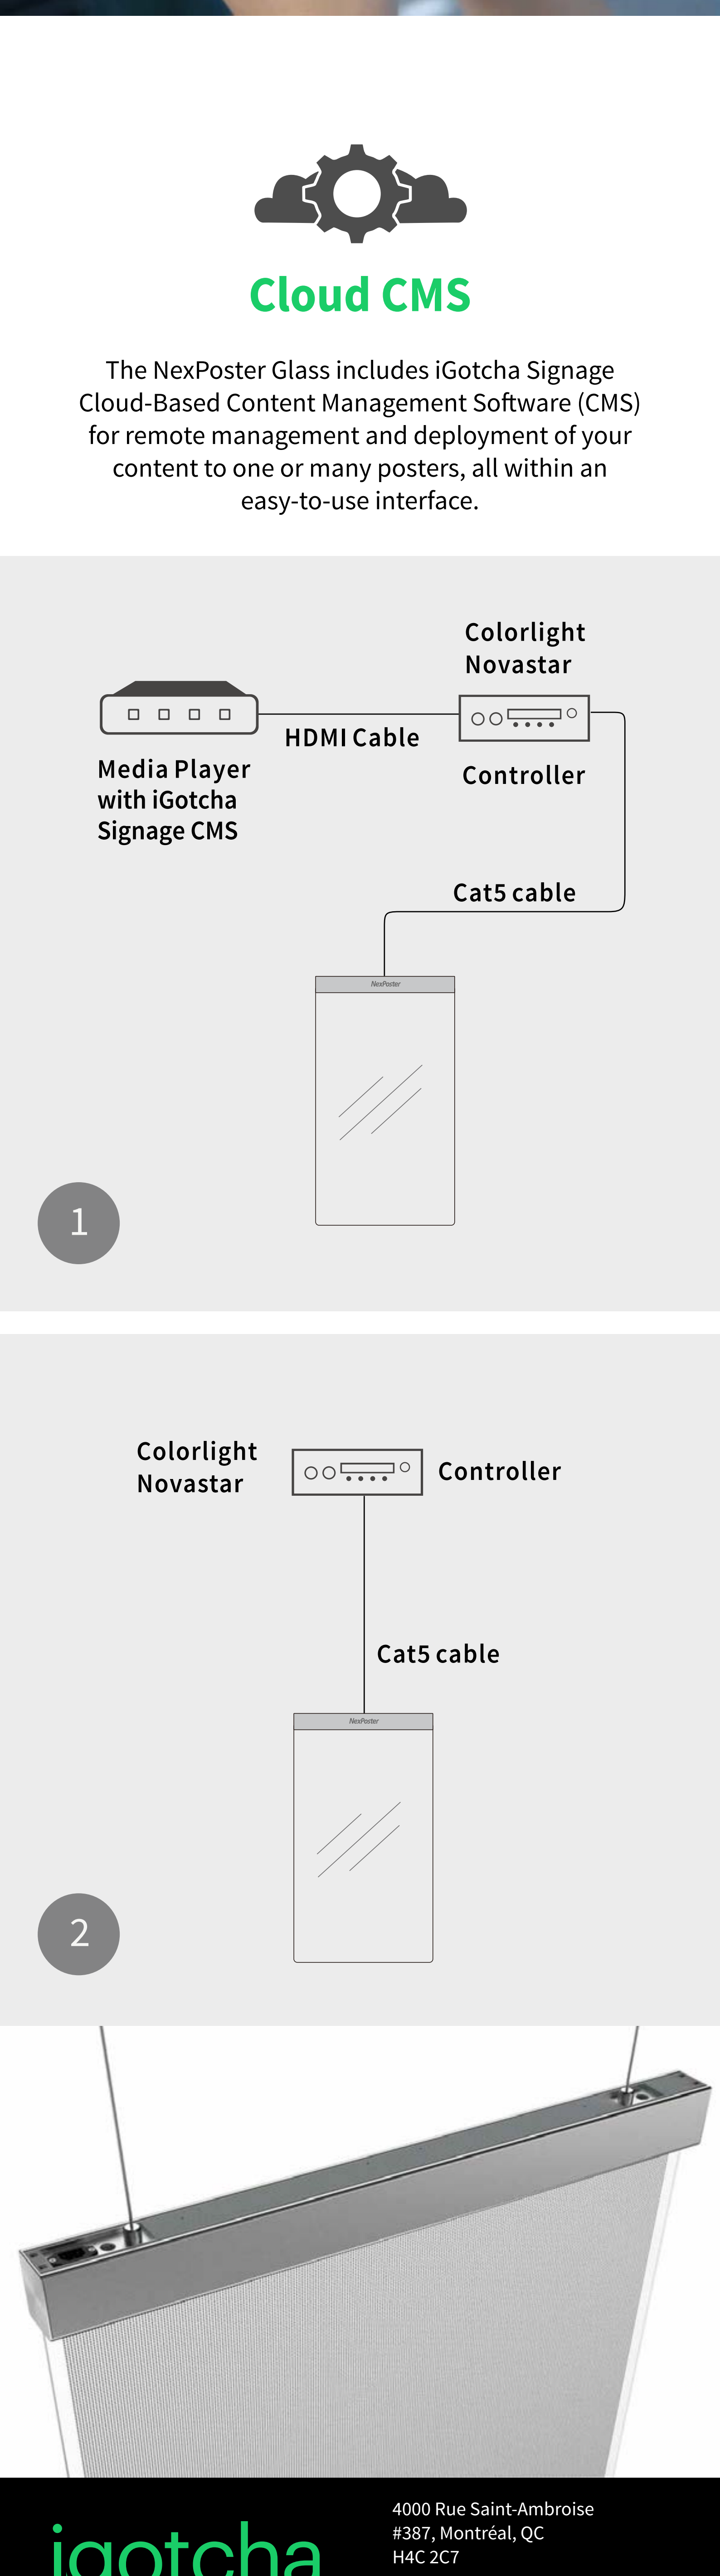 Cloud CMS
The NexPoster Glass includes iGotcha Signage
Cloud-Based Content Management Software (CMS)
for remote management and deployment of your
content to one or many posters, all within an
easy-to-use interface.
Colorlight
Novastar
HDMI Cable
Media Player
with iGotcha
Signage CMS
Controller
Cat5 cable
NexPoster
1
Colorlight
Novastar
Controller
Cat5 cable
NexPoster
2
igotcha
4000 Rue Saint-Ambroise
#387, Montréal, QC
H4C 2C7